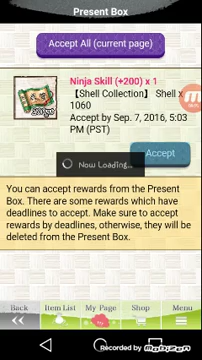 Present Box
Accept All (current page)
Ninja Skill (+200) x 1
【Shell Collection】 Shell x
1060
Accept by Sep. 7, 2016, 5:03
PM (PST)
Accept
Now Loading...
You can accept rewards from the Present
Box. There are some rewards which have
deadlines to accept. Make sure to accept
rewards by deadlines, otherwise, they will be
deleted from the Present Box.
Back Item List My Page Shop Menu
Recorded by